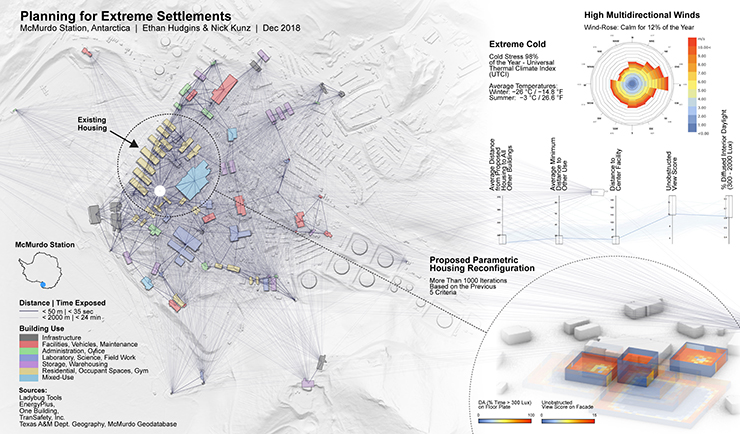 Planning for Extreme Settlements
McMurdo Station, Antarctica | Ethan Hudgins & Nick Kunz | Dec 2018
Existing
Housing
McMurdo Station
Distance | Time Exposed
< 50 m | < 35 sec
< 2000 m | < 24 min
Building Use
Infrastructure
Facilities, Vehicles, Maintenance
Administration, Office
Laboratory, Science, Field Work
Storage, Warehousing
Residential, Occupant Spaces, Gym
Mixed-Use
Sources:
Ladybug Tools
EnergyPlus,
One Building,
TranSafety, Inc.
Texas A&M Dept. Geography, McMurdo Geodatabase
High Multidirectional Winds
Wind-Rose: Calm for 12% of the Year
Extreme Cold
Cold Stress 98%
of the Year - Universal
Thermal Climate Index
(UTCI)
Average Temperatures:
Winter: −26 °C / −14.8 °F
Summer: −3 °C / 26.6 °F
Average Distance
from Proposed
Housing to All
Other Buildings
Average Minimum
Distance to
Other Use
Distance to
Center Facility
Unobstructed
View Score
% Diffused Interior Daylight
(300 - 2000 Lux)
Proposed Parametric
Housing Reconfiguration
More Than 1000 Iterations
Based on the Previous
5 Criteria
DA (% Time > 300 Lux)
on Floor Plate
Unobstructed
View Score on Facade